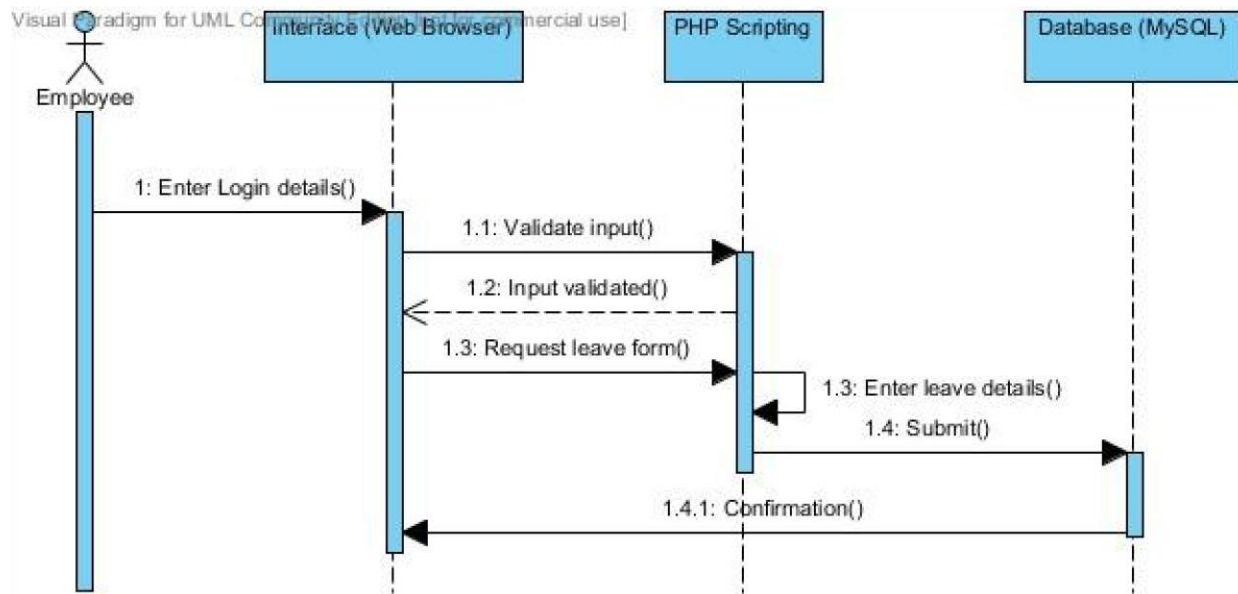 Visual Paradigm for UML Community Edition [not for commercial use]
Interface (Web Browser)
PHP Scripting
Database (MySQL)
Employee
1: Enter Login details()
1.1: Validate input()
1.2: Input validated()
1.3: Request leave form()
1.3: Enter leave details()
1.4: Submit()
1.4.1: Confirmation()